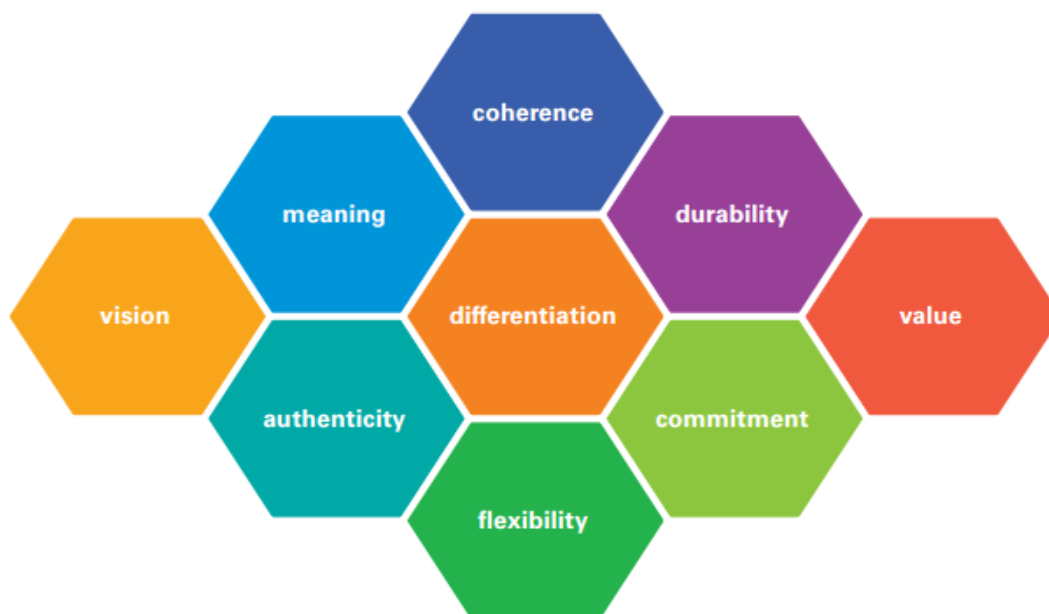 coherence
meaning
durability
vision
differentiation
value
authenticity
commitment
flexibility